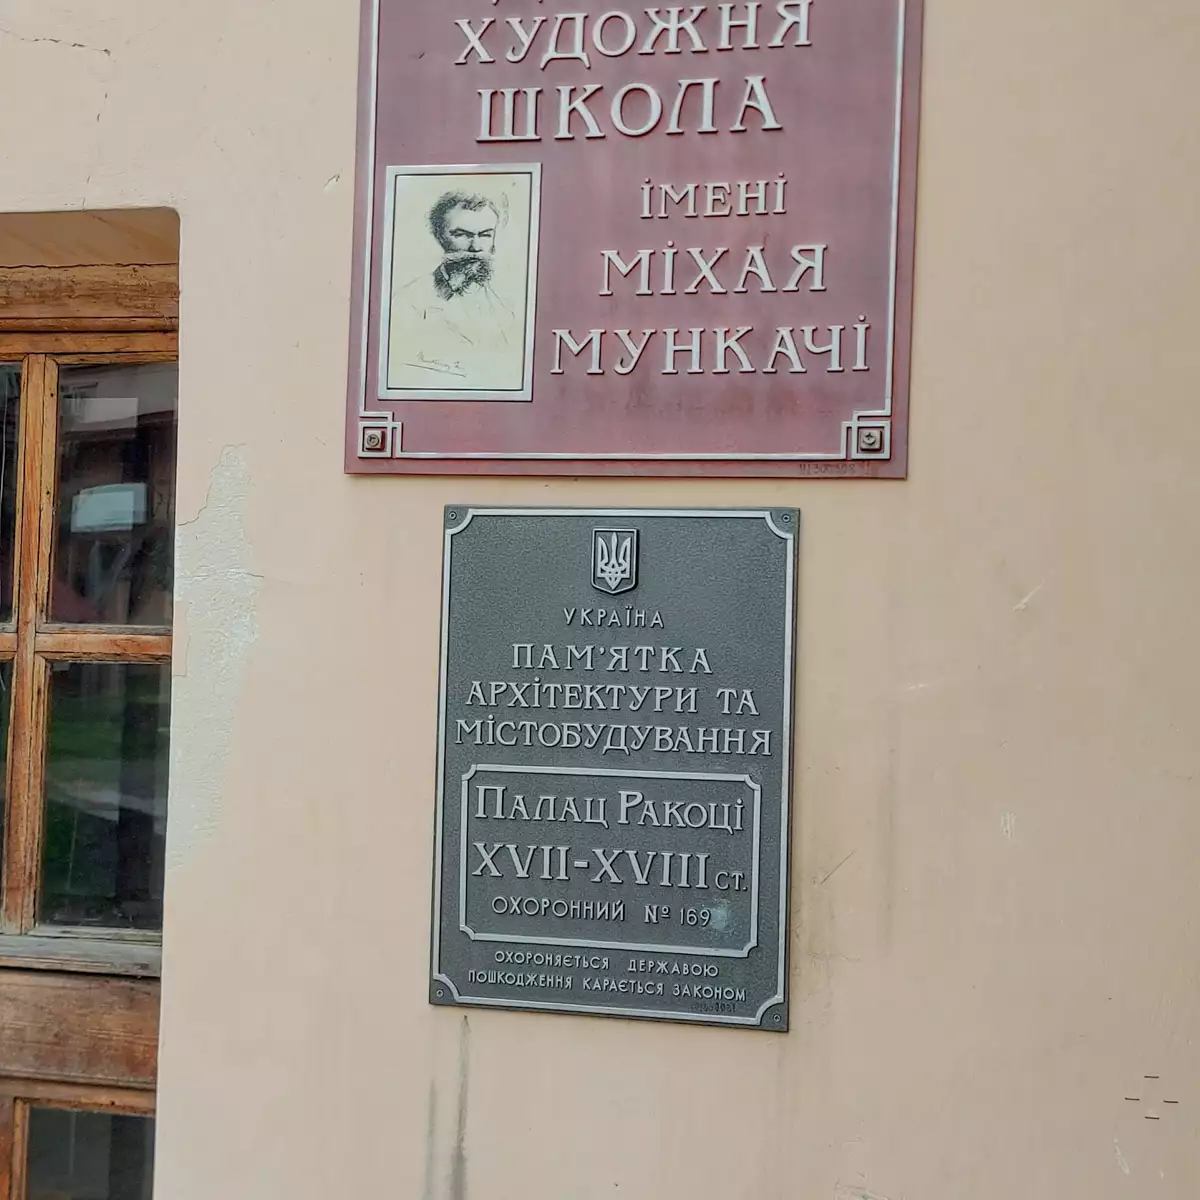 ХУДОЖНЯ
ШКОЛА
ІМЕНІ
МІХАЯ
МУНКАЧІ
УКРАЇНА
ПАМ'ЯТКА
АРХІТЕКТУРИ ТА
МІСТОБУДУВАННЯ
ПАЛАЦ РАКОЦІ
XVII-XVIII СТ.
ОХОРОННИЙ № 169
ОХОРОНЯЄТЬСЯ ДЕРЖАВОЮ
ПОШКОДЖЕННЯ КАРАЄТЬСЯ ЗАКОНОМ